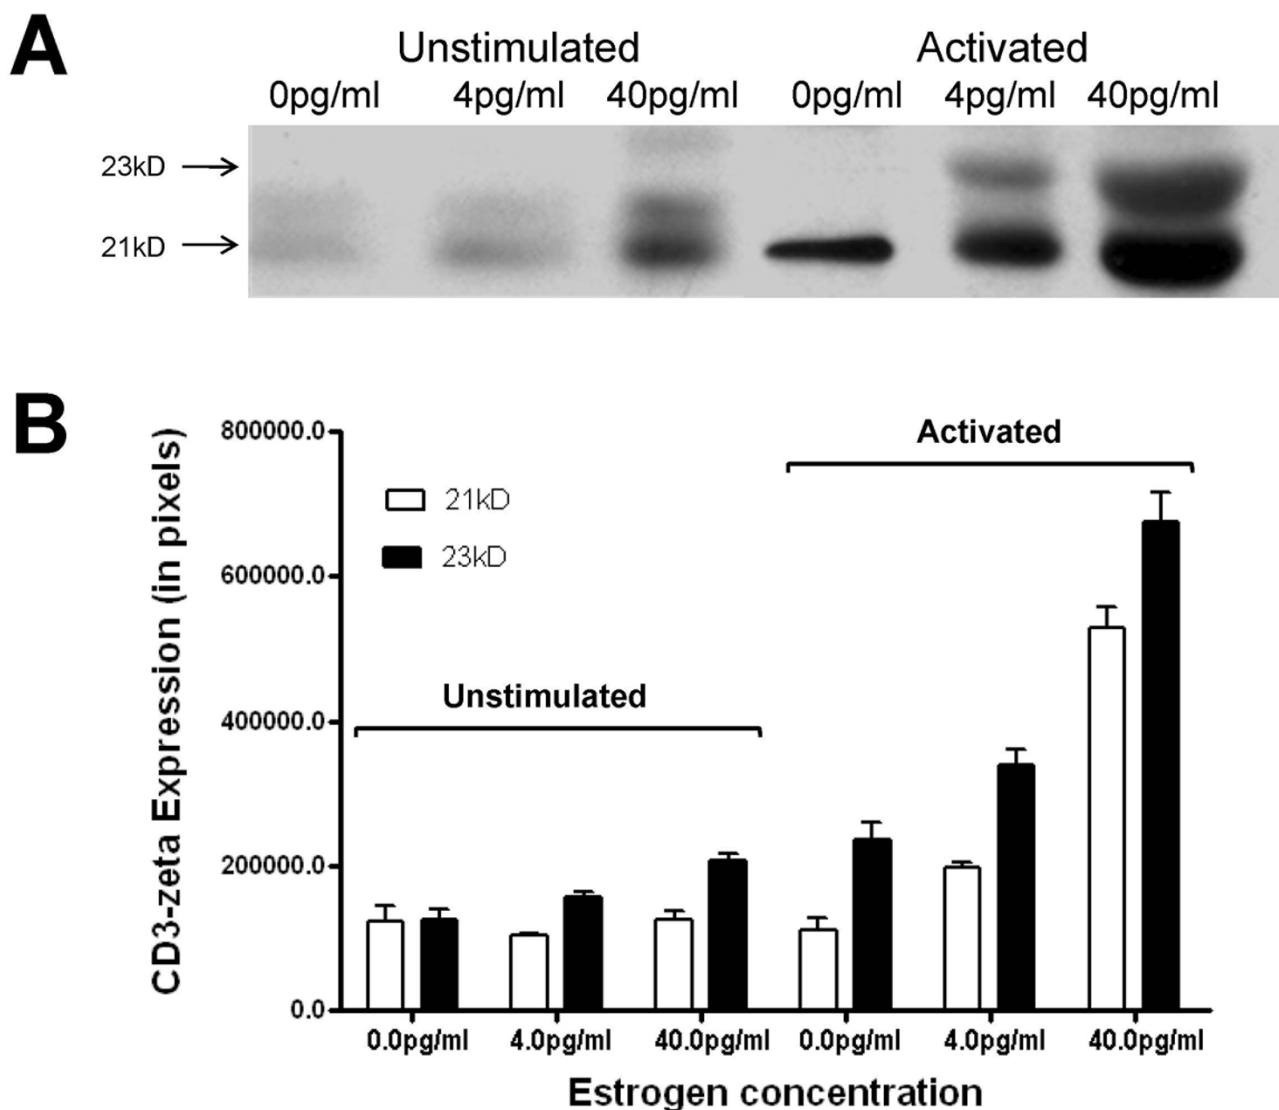 A
Unstimulated Activated
0pg/ml 4pg/ml 40pg/ml 0pg/ml 4pg/ml 40pg/ml
23kD
21kD
B
CD3-zeta Expression (in pixels)
800000.0
600000.0
400000.0
200000.0
0.0
21kD
23kD
Unstimulated
Activated
0.0pg/ml 4.0pg/ml 40.0pg/ml 0.0pg/ml 4.0pg/ml 40.0pg/ml
Estrogen concentration